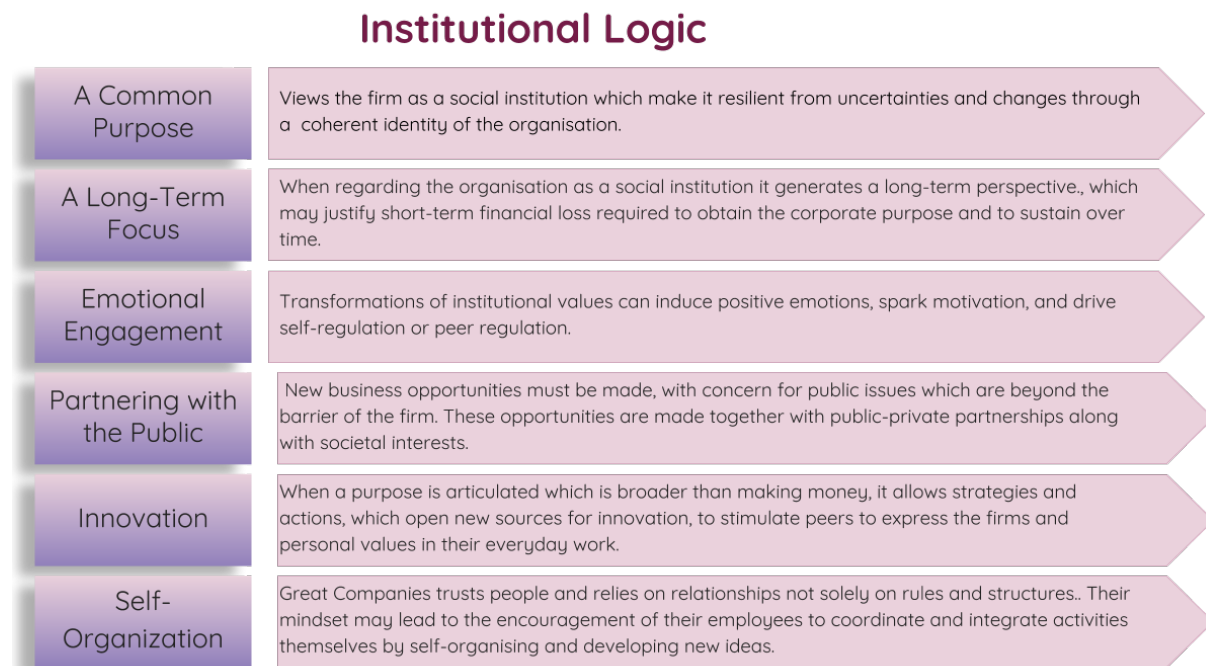 Institutional Logic
A Common
Purpose
Views the firm as a social institution which make it resilient from uncertainties and changes through
a coherent identity of the organisation.
A Long-Term
Focus
When regarding the organisation as a social institution it generates a long-term perspective., which
may justify short-term financial loss required to obtain the corporate purpose and to sustain over
time.
Emotional
Engagement
Transformations of institutional values can induce positive emotions, spark motivation, and drive
self-regulation or peer regulation.
Partnering with
the Public
New business opportunities must be made, with concern for public issues which are beyond the
barrier of the firm. These opportunities are made together with public-private partnerships along
with societal interests.
Innovation
When a purpose is articulated which is broader than making money, it allows strategies and
actions, which open new sources for innovation, to stimulate peers to express the firms and
personal values in their everyday work.
Self-
Organization
Great Companies trusts people and relies on relationships not solely on rules and structures.. Their
mindset may lead to the encouragement of their employees to coordinate and integrate activities
themselves by self-organising and developing new ideas.